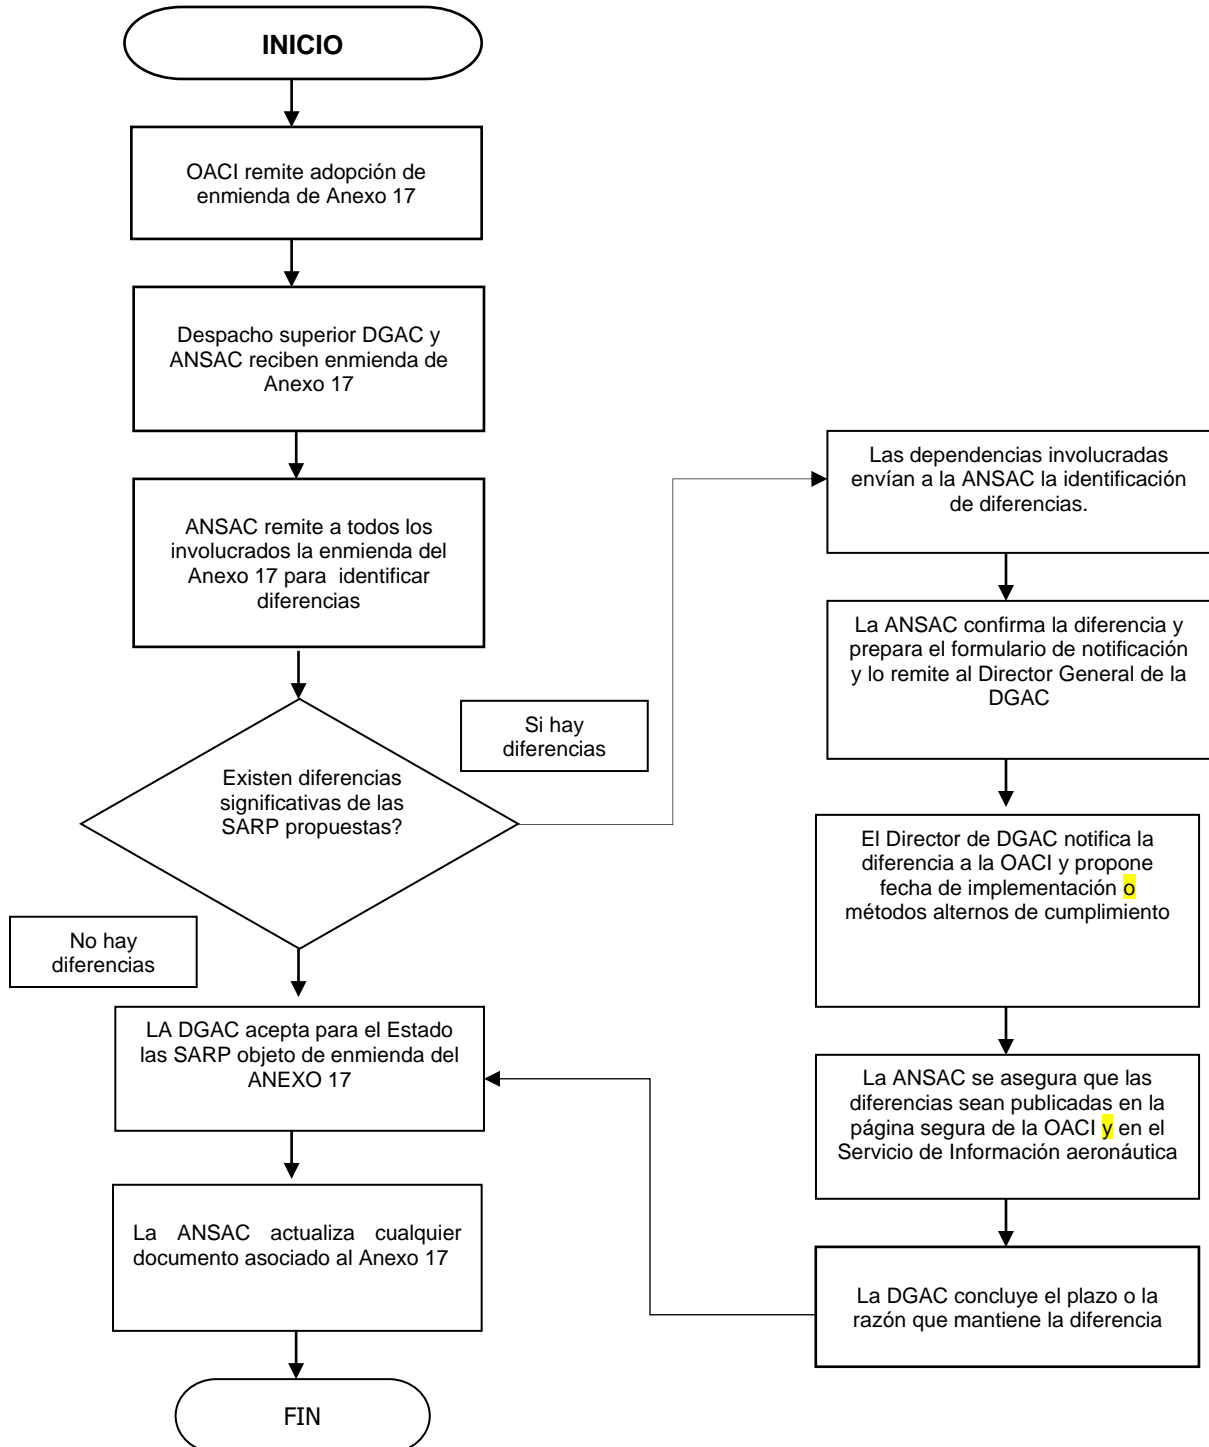 INICIO
OACI remite adopción de
enmienda de Anexo 17
Despacho superior DGAC y
ANSAC reciben enmienda de
Anexo 17
ANSAC remite a todos los
involucrados la enmienda del
Anexo 17 para identificar
diferencias
Existen diferencias
significativas de las
SARP propuestas?
Si hay
diferencias
No hay
diferencias
LA DGAC acepta para el Estado
las SARP objeto de enmienda del
ANEXO 17
La ANSAC actualiza cualquier
documento asociado al Anexo 17
FIN
Las dependencias involucradas
envían a la ANSAC la identificación
de diferencias.
La ANSAC confirma la diferencia y
prepara el formulario de notificación
y lo remite al Director General de la
DGAC
El Director de DGAC notifica la
diferencia a la OACI y propone
fecha de implementación o
métodos alternos de cumplimiento
La ANSAC se asegura que las
diferencias sean publicadas en la
página segura de la OACI y en el
Servicio de Información aeronáutica
La DGAC concluye el plazo o la
razón que mantiene la diferencia